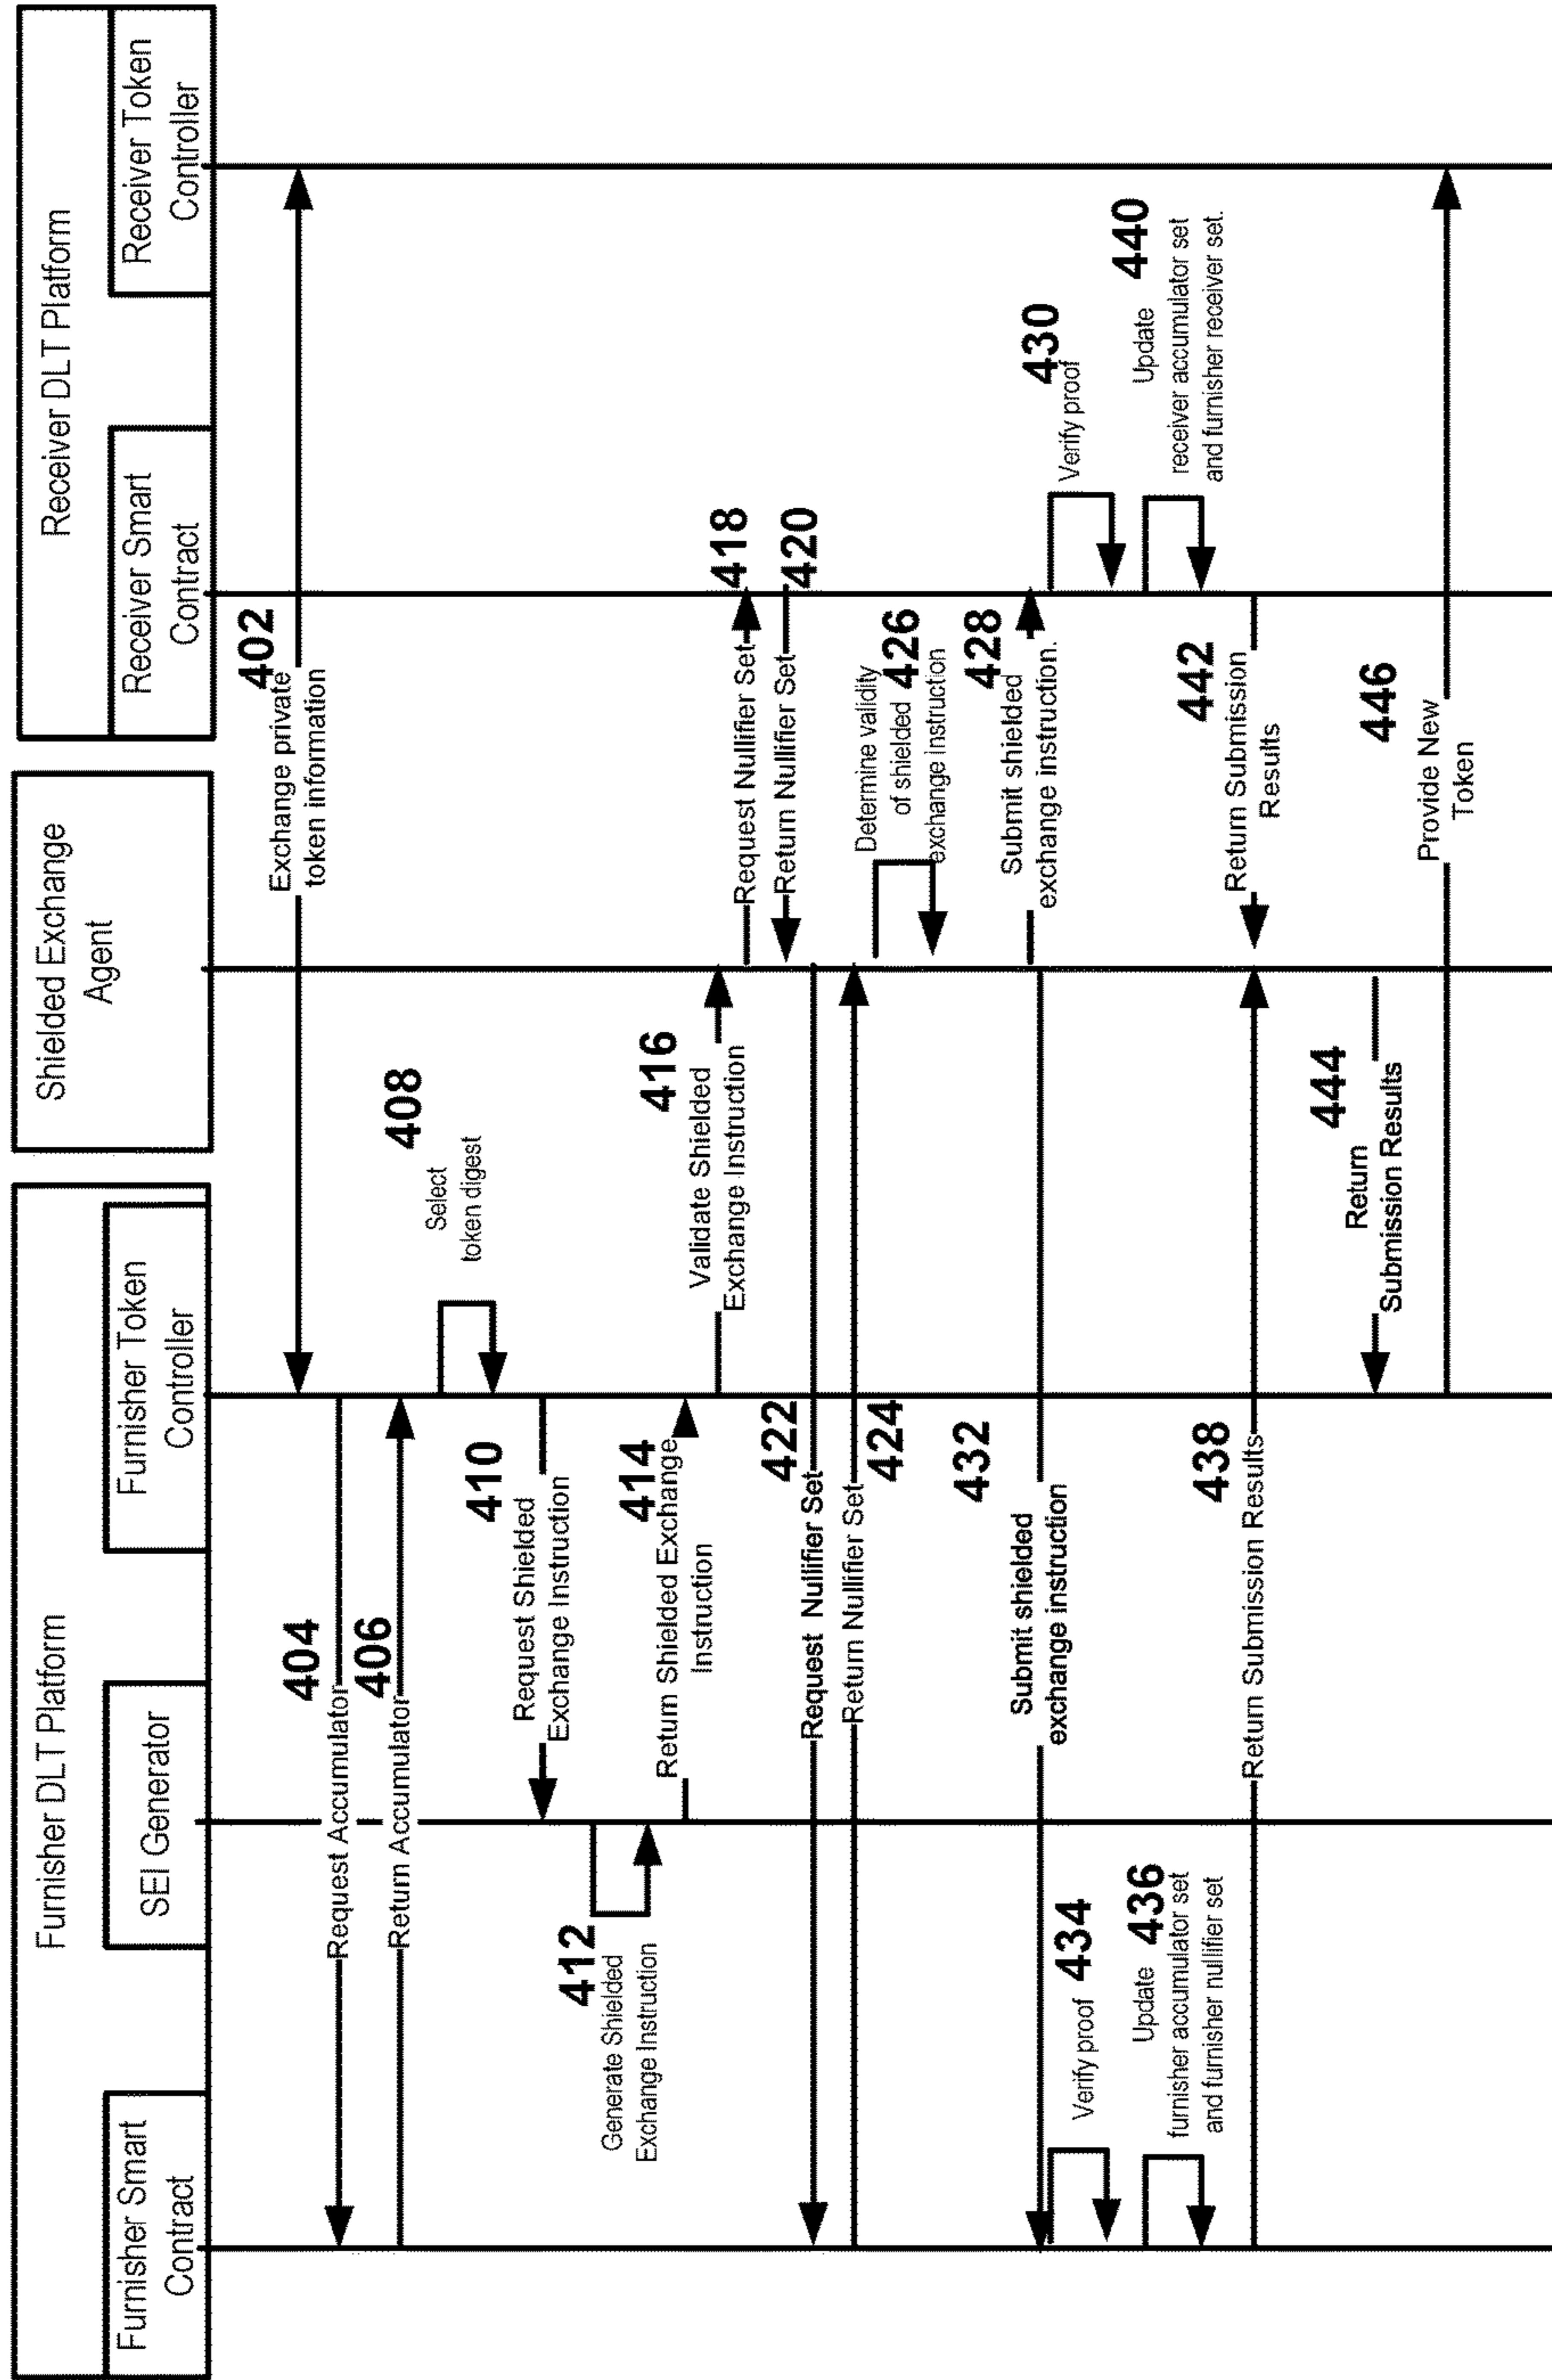 Furnisher DLT Platform
Furnisher Smart
Contract
SEI Generator
Furnisher Token
Controller
Shielded Exchange
Agent
Receiver DLT Platform
Receiver Smart
Contract
Receiver Token
Controller
402
Exchange private
token information
404
Request Accumulator
406
Return Accumulator
408
Select
token digest
410
Request Shielded
Exchange Instruction
412
Generate Shielded
Exchange Instruction
414
Return Shielded Exchange
Instruction
416
Validate Shielded
Exchange Instruction
418
Request Nullifier Set
420
Return Nullifier Set
422
Request Nullifier Set
424
Return Nullifier Set
Determine validity
of shielded 426
exchange instruction
428
Submit shielded
exchange instruction.
430
Verify proof
432
Submit shielded
exchange instruction
434
Verify proof
Update 436
furnisher accumulator set
and furnisher nullifier set
438
Return Submission Results
Update 440
receiver accumulator set
and furnisher receiver set.
442
Return Submission
Results
444
Return
Submission Results
446
Provide New
Token